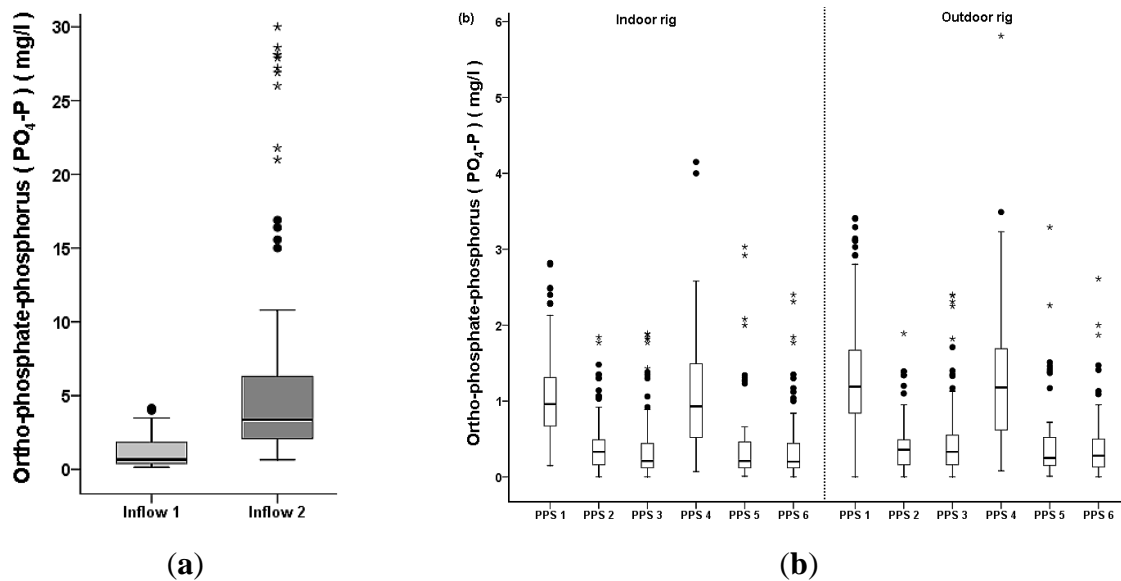 Ortho-phosphate-phosphorus ( PO₄-P ) ( mg/l )
30
25
20
15
10
5
0
Inflow 1 Inflow 2
(a)
(b)
Indoor rig Outdoor rig
Ortho-phosphate-phosphorus ( PO₄-P ) ( mg/l )
6
5
4
3
2
1
0
PPS 1 PPS 2 PPS 3 PPS 4 PPS 5 PPS 6 PPS 1 PPS 2 PPS 3 PPS 4 PPS 5 PPS 6
(b)